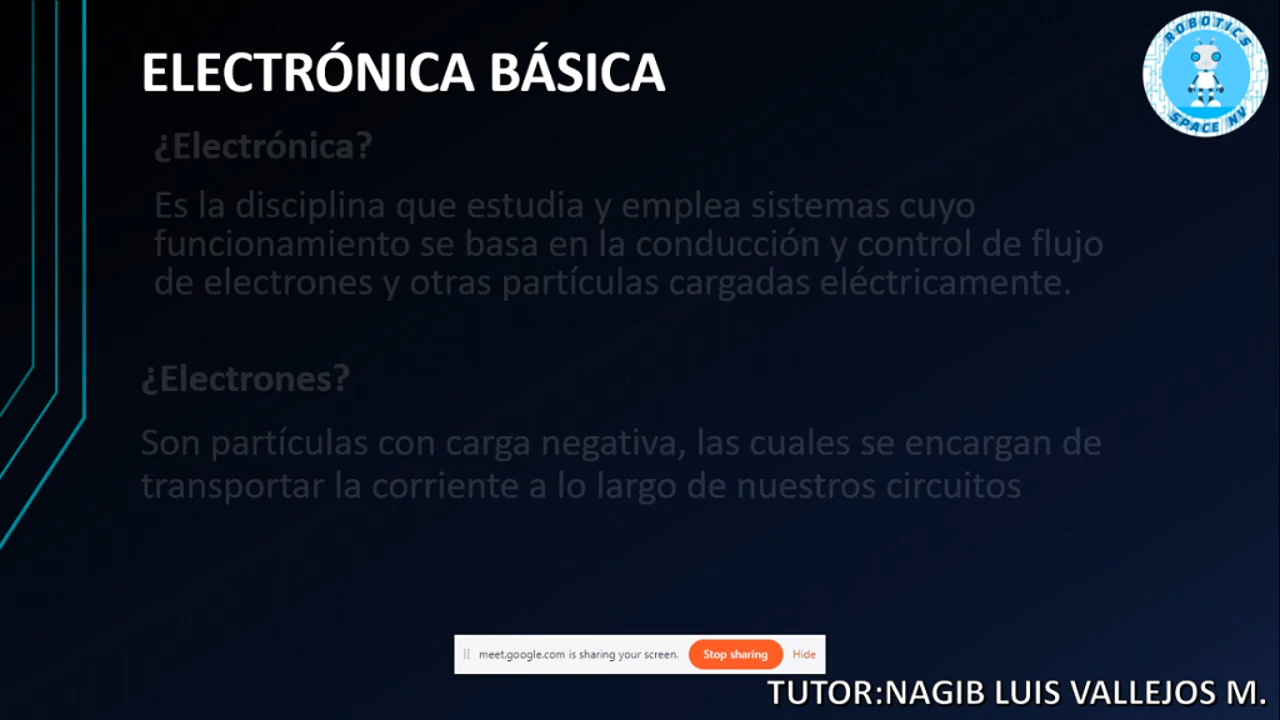 ELECTRÓNICA BÁSICA
ROBOTICS
SPACE NV
¿Electrónica?
Es la disciplina que estudia y emplea sistemas cuyo
funcionamiento se basa en la conducción y control de flujo
de electrones y otras partículas cargadas eléctricamente.
¿Electrones?
Son partículas con carga negativa, las cuales se encargan de
transportar la corriente a lo largo de nuestros circuitos
meet.google.com is sharing your screen. Stop sharing Hide
TUTOR:NAGIB LUIS VALLEJOS M.